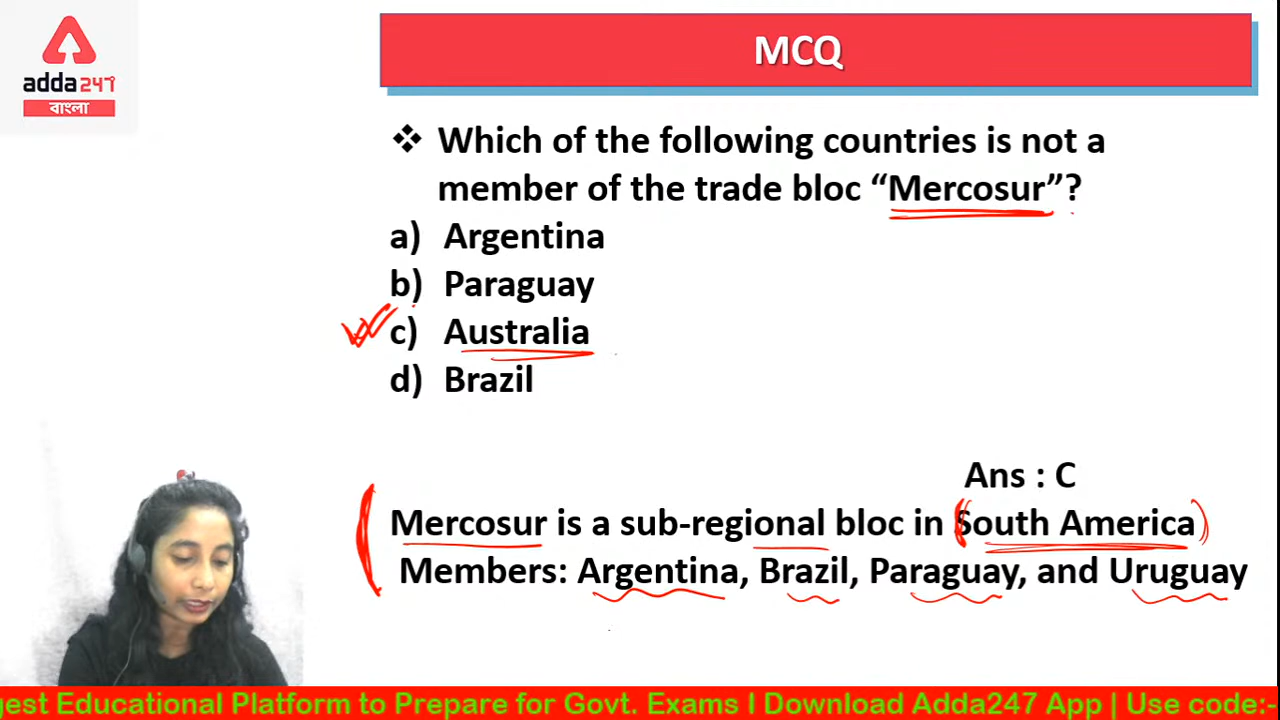 adda247
বাংলা
MCQ
❖ Which of the following countries is not a
member of the trade bloc “Mercosur”?
a) Argentina
b) Paraguay
c) Australia
d) Brazil
Ans : C
Mercosur is a sub-regional bloc in South America
Members: Argentina, Brazil, Paraguay, and Uruguay
gest Educational Platform to Prepare for Govt. Exams I Download Adda247 App | Use code:-